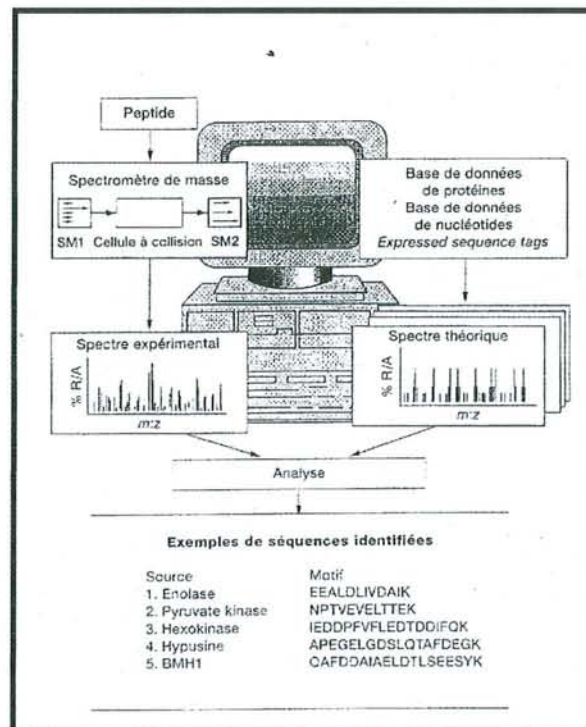 a
Peptide
Spectromètre de masse
SM1 Cellule à collision SM2
Base de données
de protéines
Base de données
de nucléotides
Expressed sequence tags
Spectre expérimental
% R/A
m:z
Spectre théorique
% R/A
m:z
Analyse
Exemples de séquences identifiées
Source Motif
1. Enolase EEALDLIVDAIK
2. Pyruvate kinase NPTVEVELTTEK
3. Hexokinase IEDDPFVFLEDTDDIFQK
4. Hypusine APEGELGDSLQTAFDEGK
5. BMH1 QAFDDAIAELDTLSEESYK